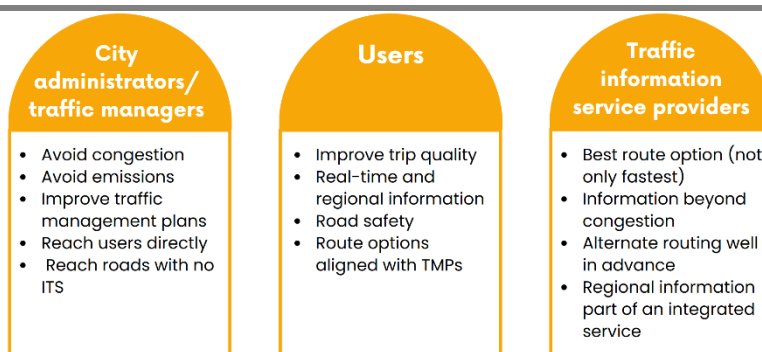 City
administrators/
traffic managers
• Avoid congestion
• Avoid emissions
• Improve traffic
management plans
• Reach users directly
• Reach roads with no
ITS
Users
• Improve trip quality
• Real-time and
regional information
• Road safety
• Route options
aligned with TMPs
Traffic
information
service providers
• Best route option (not
only fastest)
• Information beyond
congestion
• Alternate routing well
in advance
• Regional information
part of an integrated
service